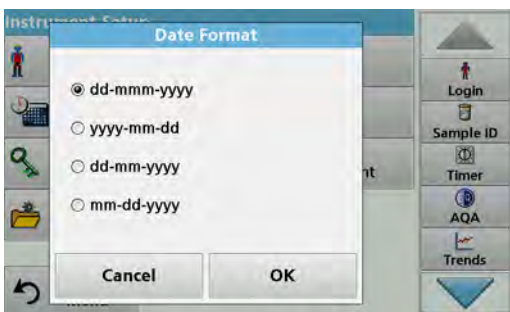 Date Format
dd-mmm-yyyy
yyyy-mm-dd
dd-mm-yyyy
mm-dd-yyyy
Cancel OK
Login
Sample ID
Timer
AQA
Trends